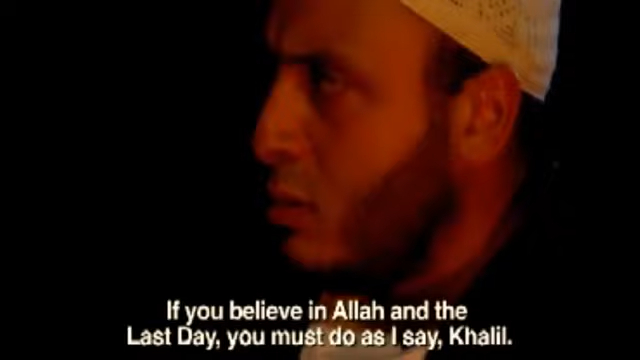 If you believe in Allah and the
Last Day, you must do as I say, Khalil.